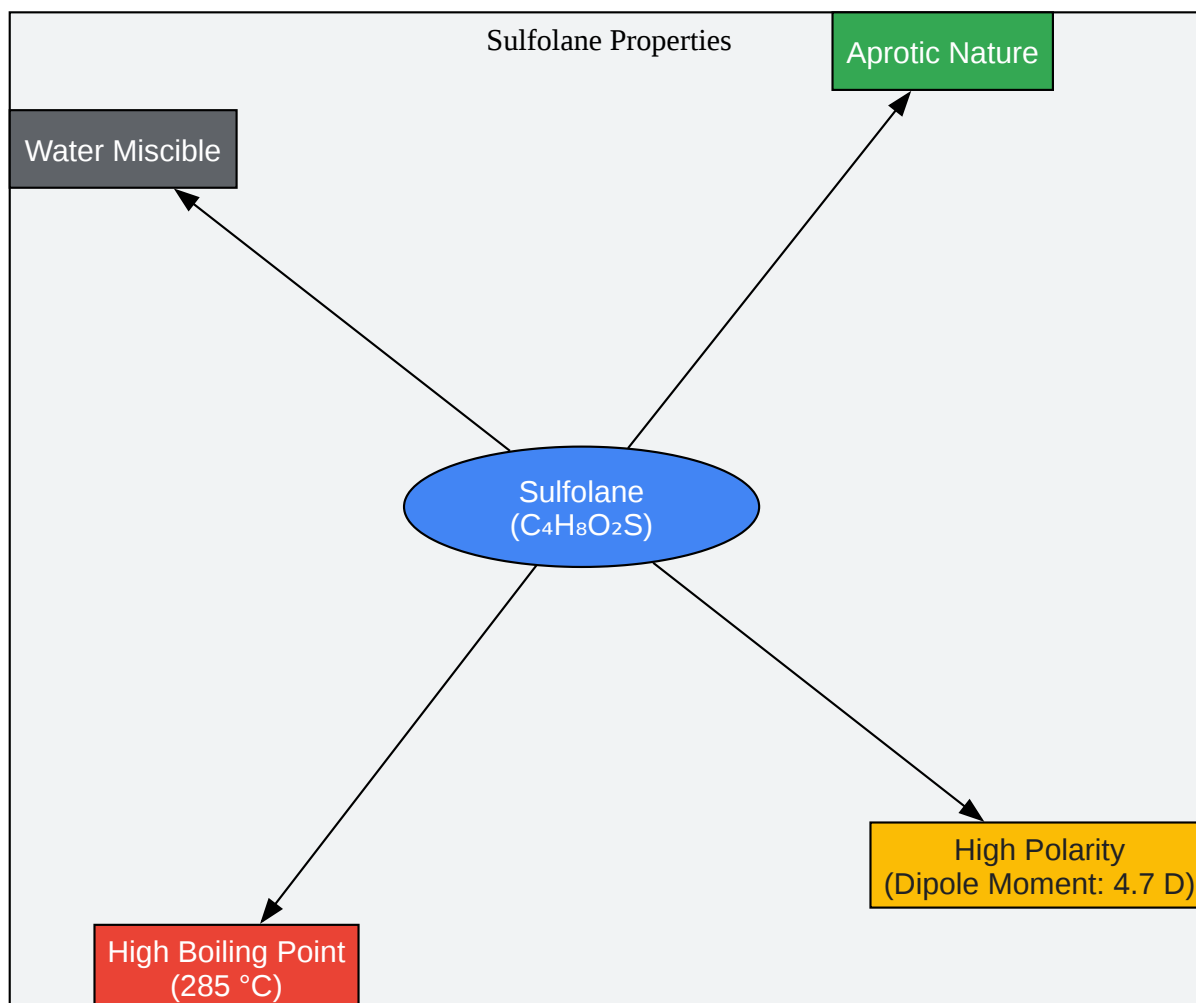 Sulfolane Properties
Aprotic Nature
Water Miscible
Sulfolane
(C₄H₈O₂S)
High Polarity
(Dipole Moment: 4.7 D)
High Boiling Point
(285 °C)